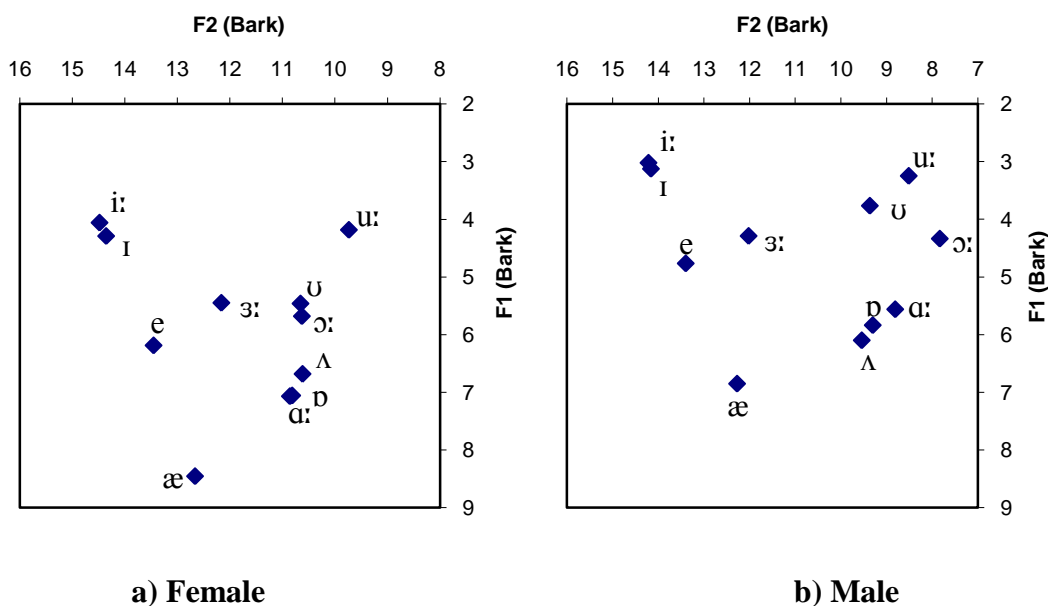 F2 (Bark)
16 15 14 13 12 11 10 9 8
2
3
4
5
6
7
8
9
F1 (Bark)
iː
ɪ
uː
ʊ
ɜː
ɔː
e
ʌ
ɒ
ɑː
æ
a) Female
F2 (Bark)
16 15 14 13 12 11 10 9 8 7
2
3
4
5
6
7
8
9
F1 (Bark)
iː
ɪ
uː
ʊ
ɜː
ɔː
e
ɒ
ɑː
ʌ
æ
b) Male